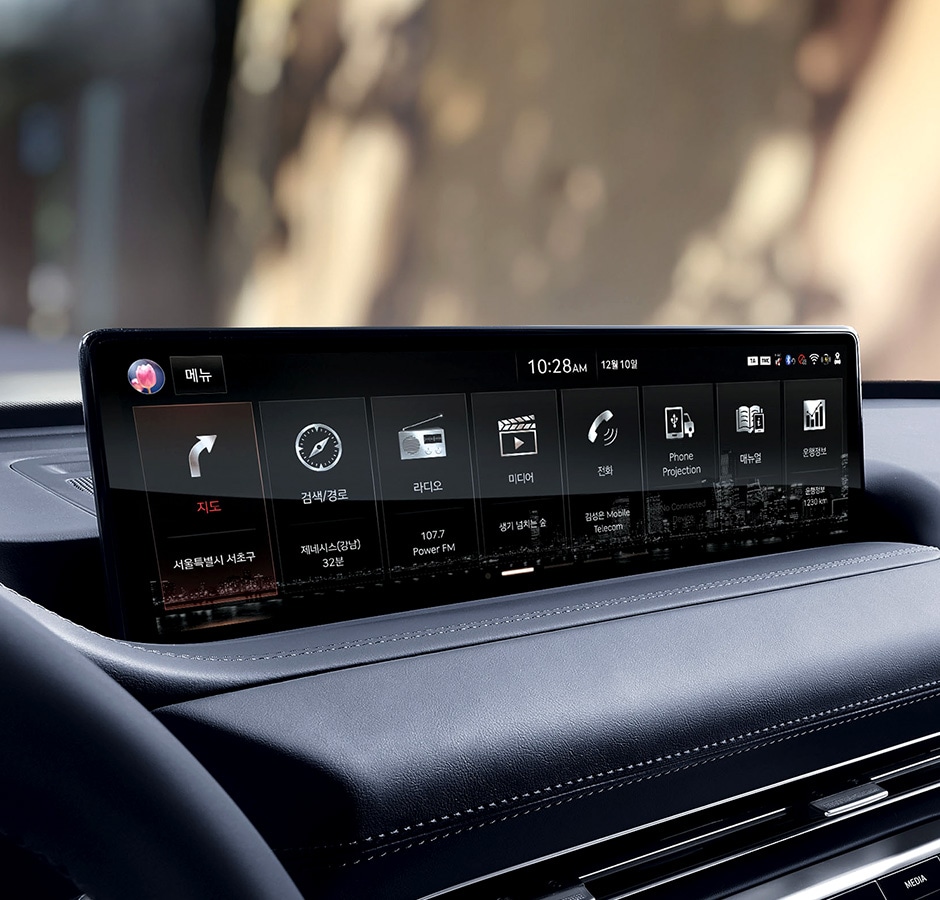 메뉴
10:28AM
12월 10일
지도
서울특별시 서초구
검색/경로
제네시스(강남)
32분
라디오
107.7
Power FM
미디어
생기 넘치는 숲
전화
김성은 Mobile
Telecom
Phone
Projection
매뉴얼
운행정보
운행정보
1230 km
MEDIA